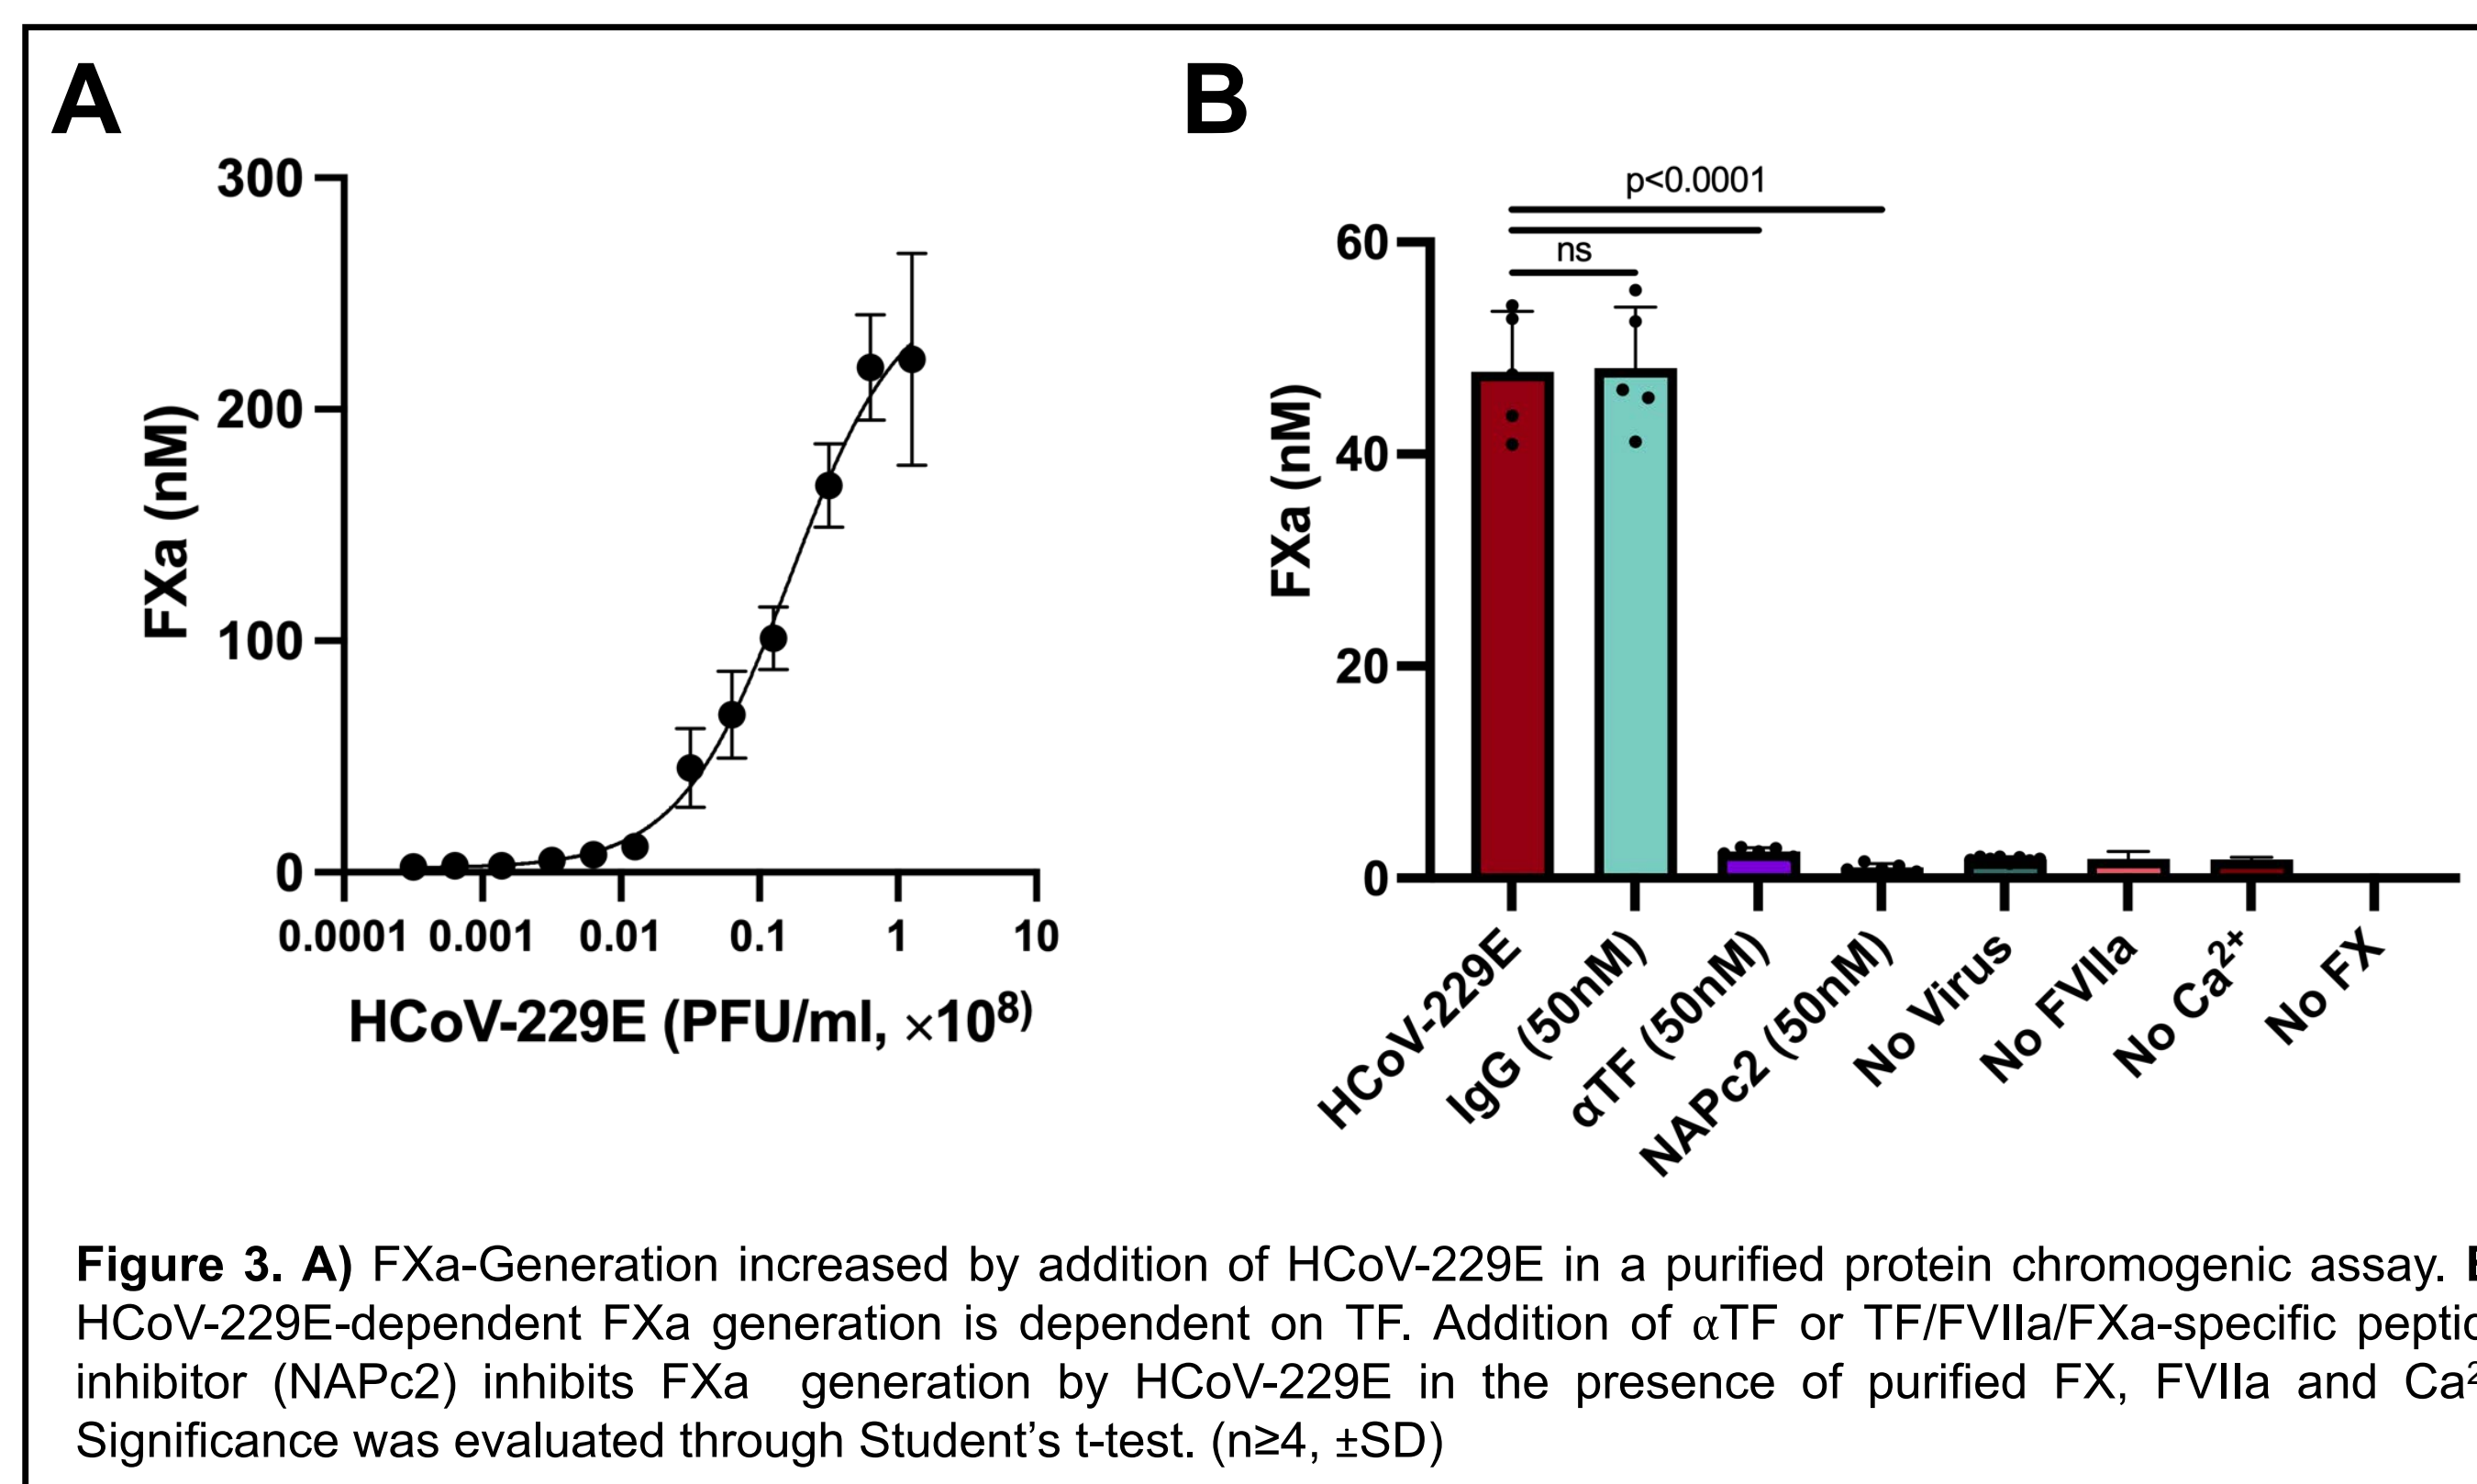 A
B
300
200
100
0
FXa (nM)
0.0001 0.001 0.01 0.1 1 10
HCoV-229E (PFU/ml, ×10⁸)
p<0.0001
ns
60
40
20
0
FXa (nM)
HCoV-229E
IgG (50nM)
αTF (50nM)
NAPc2 (50nM)
No Virus
No FVIIa
No Ca²⁺
No FX
Figure 3. A) FXa-Generation increased by addition of HCoV-229E in a purified protein chromogenic assay.
HCoV-229E-dependent FXa generation is dependent on TF. Addition of αTF or TF/FVIIa/FXa-specific
inhibitor (NAPc2) inhibits FXa generation by HCoV-229E in the presence of purified FX, FVIIa and Ca²
Significance was evaluated through Student's t-test. (n≥4, ±SD)